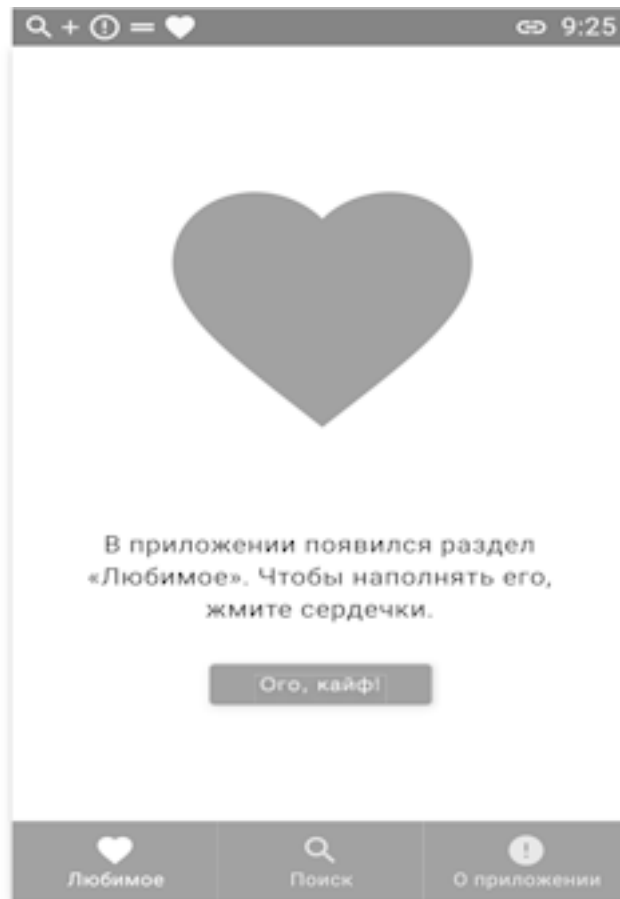 9:25
В приложении появился раздел
«Любимое». Чтобы наполнять его,
жмите сердечки.
Ого, кайф!
Любимое
Поиск
О приложении